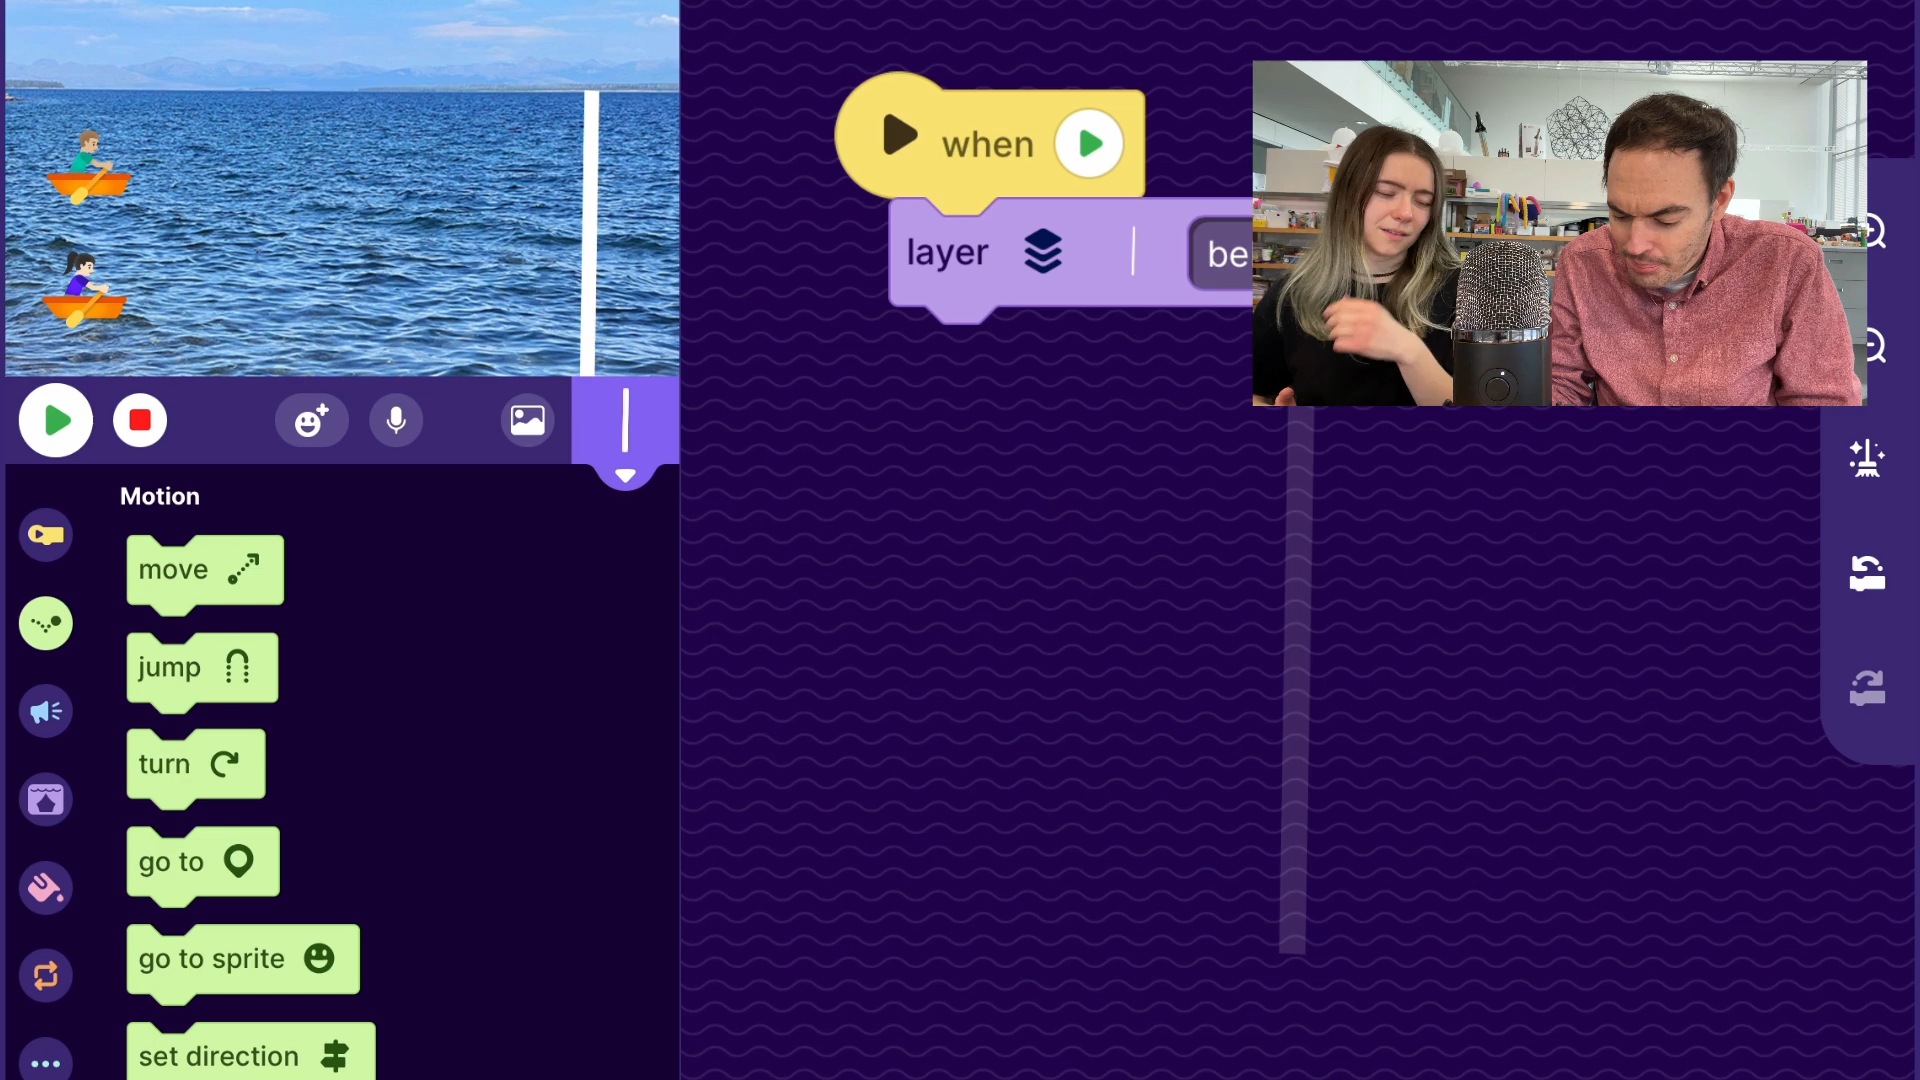 when
layer
be
Motion
move
jump
turn
go to
go to sprite
set direction